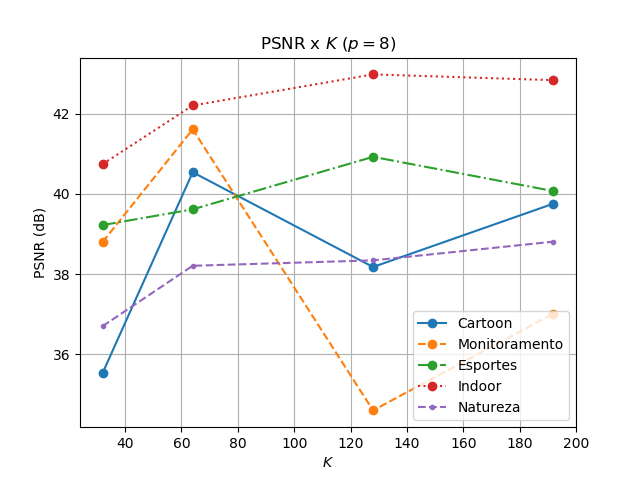 PSNR x K (p = 8)
PSNR (dB)
42
40
38
36
40
60
80
100
120
140
160
180
200
K
Cartoon
Monitoramento
Esportes
Indoor
Natureza